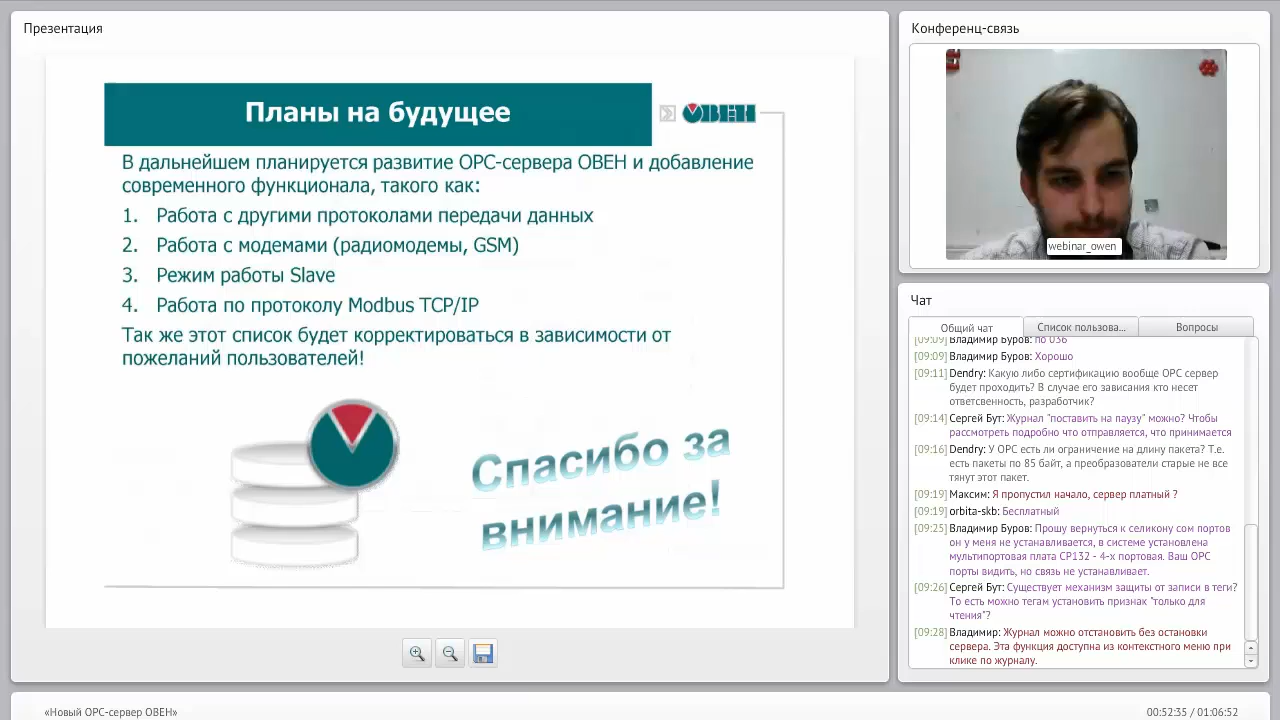 Презентация
Планы на будущее
ОВЕН
В дальнейшем планируется развитие ОРС-сервера ОВЕН и добавление
современного функционала, такого как:
1. Работа с другими протоколами передачи данных
2. Работа с модемами (радиомодемы, GSM)
3. Режим работы Slave
4. Работа по протоколу Modbus TCP/IP
Так же этот список будет корректироваться в зависимости от
пожеланий пользователей!
Спасибо за
внимание!
Конференц-связь
webinar_owen
Чат
Общий чат
Список пользова...
Вопросы
[09:09] Владимир Буров: по 036
[09:09] Владимир Буров: Хорошо
[09:11] Dendry: Какую либо сертификацию вообще ОРС сервер
будет проходить? В случае его зависания кто несет
ответсвенность, разработчик?
[09:14] Сергей Бут: Журнал "поставить на паузу" можно? Чтобы
рассмотреть подробно что отправляется, что принимается
[09:16] Dendry: У ОРС есть ли ограничение на длину пакета? Т.е.
есть пакеты по 85 байт, а преобразователи старые не все
тянут этот пакет.
[09:19] Максим: Я пропустил начало, сервер платный ?
[09:19] orbita-skb: Бесплатный
[09:25] Владимир Буров: Прошу вернуться к селикону сом портов
он у меня не устанавливается, в системе установлена
мультипортовая плата СР132 - 4-х портовая. Ваш ОРС
порты видить, но связь не устанавливает.
[09:26] Сергей Бут: Существует механизм защиты от записи в теги?
То есть можно тегам установить признак "только для
чтения"?
[09:28] Владимир: Журнал можно отстановить без остановки
сервера. Эта функция доступна из контекстного меню при
клике по журналу.
«Новый ОРС-сервер ОВЕН»
00:52:35 / 01:06:52